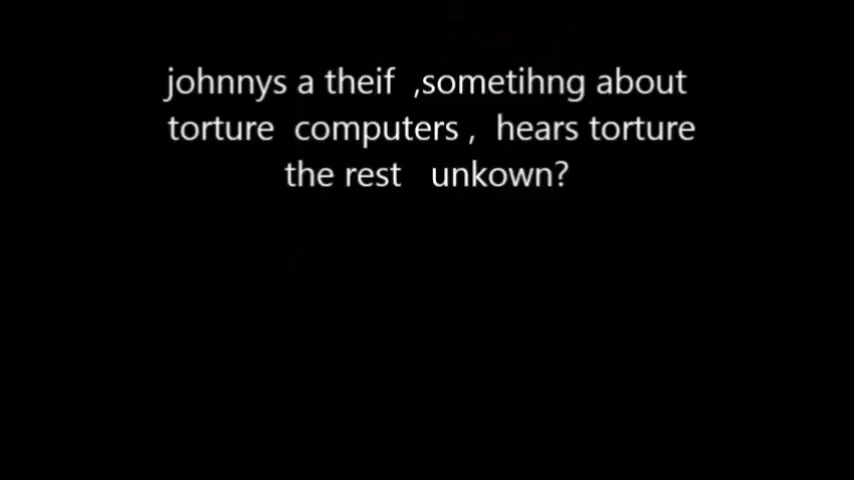 johnnys a theif  ,sometihng about
torture  computers ,  hears torture
the rest   unkown?